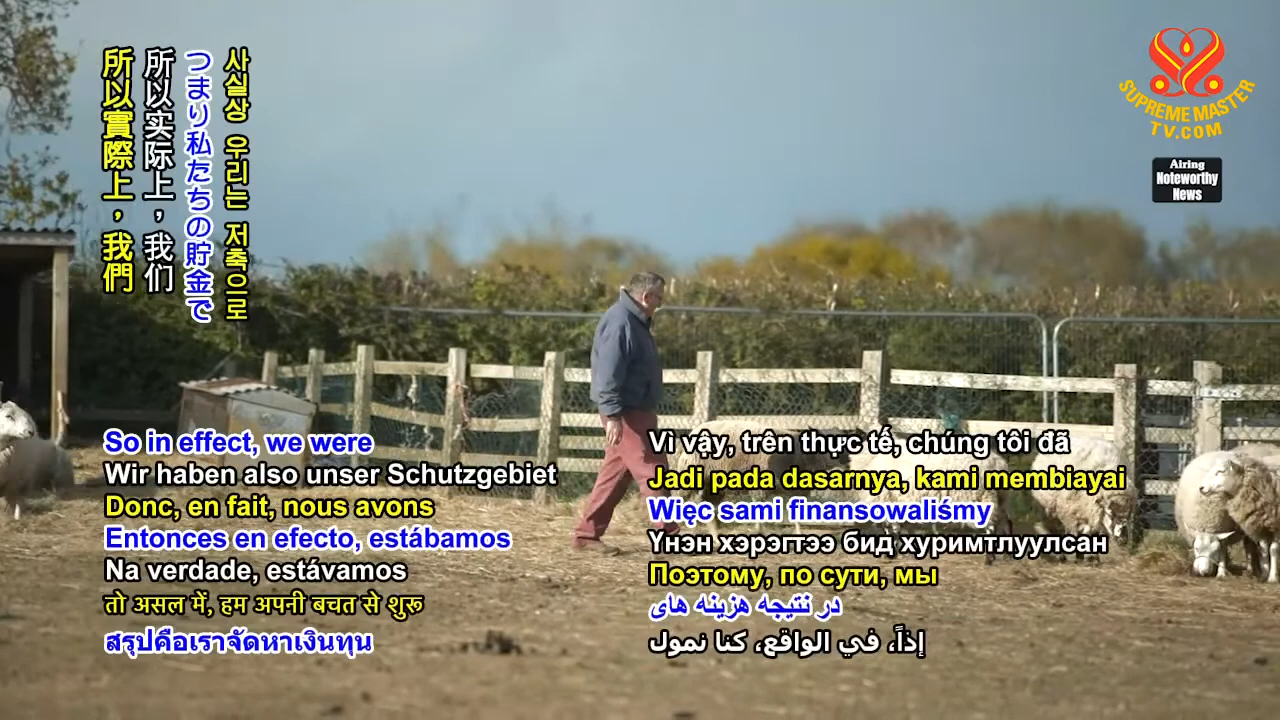 所以實際上，我們
所以实际上，我们
つまり私たちの貯金で
사실상 우리는 저축으로
SUPREME MASTER
TV.COM
Airing
Noteworthy
News
So in effect, we were
Wir haben also unser Schutzgebiet
Donc, en fait, nous avons
Entonces en efecto, estábamos
Na verdade, estávamos
तो असल में, हम अपनी बचत से शुरू
สรุปคือเราจัดหาเงินทุน
Vì vậy, trên thực tế, chúng tôi đã
Jadi pada dasarnya, kami membiayai
Więc sami finansowaliśmy
Үнэн хэрэгтээ бид хуримтлуулсан
Поэтому, по сути, мы
در نتیجه هزینه های
إذاً، في الواقع، كنا نمول